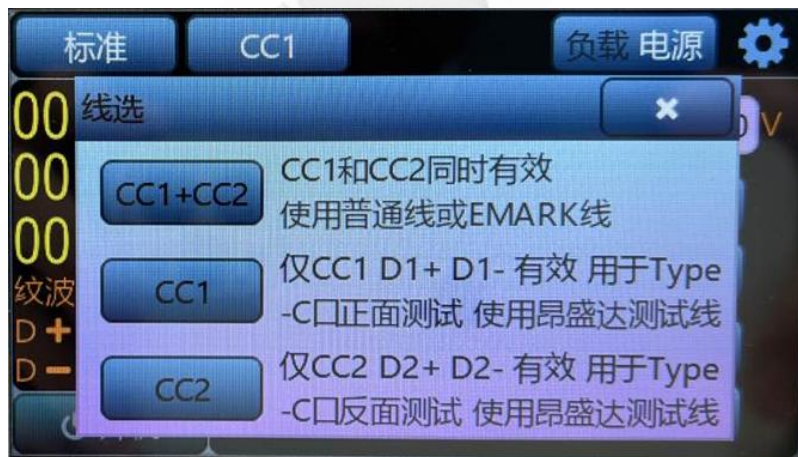 标准
CC1
负载 电源
00
线选
V
00
CC1+CC2
CC1和CC2同时有效
使用普通线或EMARK线
00
纹波
CC1
仅CC1 D1+ D1- 有效 用于Type
-C口正面测试 使用昂盛达测试线
D+
D-
CC2
仅CC2 D2+ D2- 有效 用于Type
-C口反面测试 使用昂盛达测试线